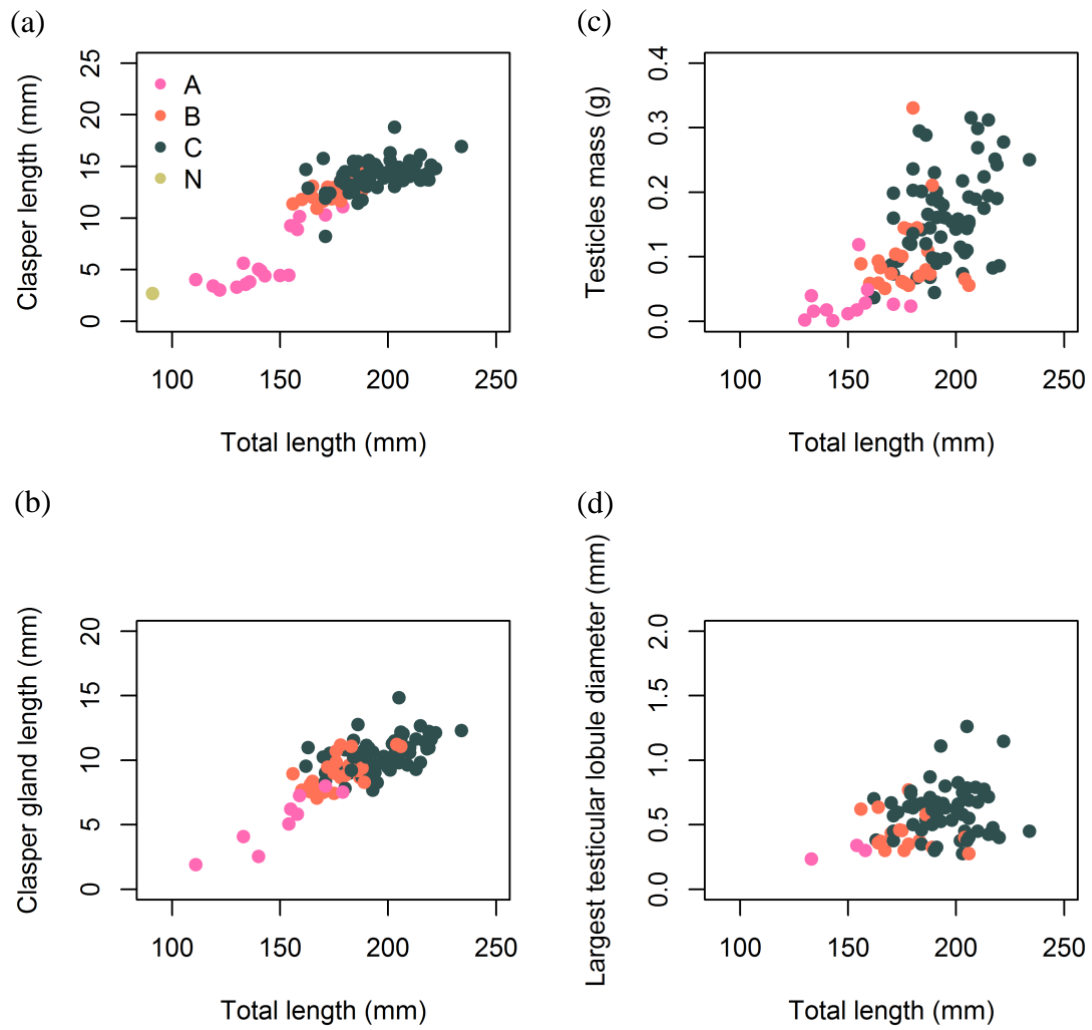 (a)
Clasper length (mm)
25
20
15
10
5
0
A
B
C
N
100 150 200 250
Total length (mm)
(c)
Testicles mass (g)
0.4
0.3
0.2
0.1
0.0
100 150 200 250
Total length (mm)
(b)
Clasper gland length (mm)
20
15
10
5
0
100 150 200 250
Total length (mm)
(d)
Largest testicular lobule diameter (mm)
2.0
1.5
1.0
0.5
0.0
100 150 200 250
Total length (mm)